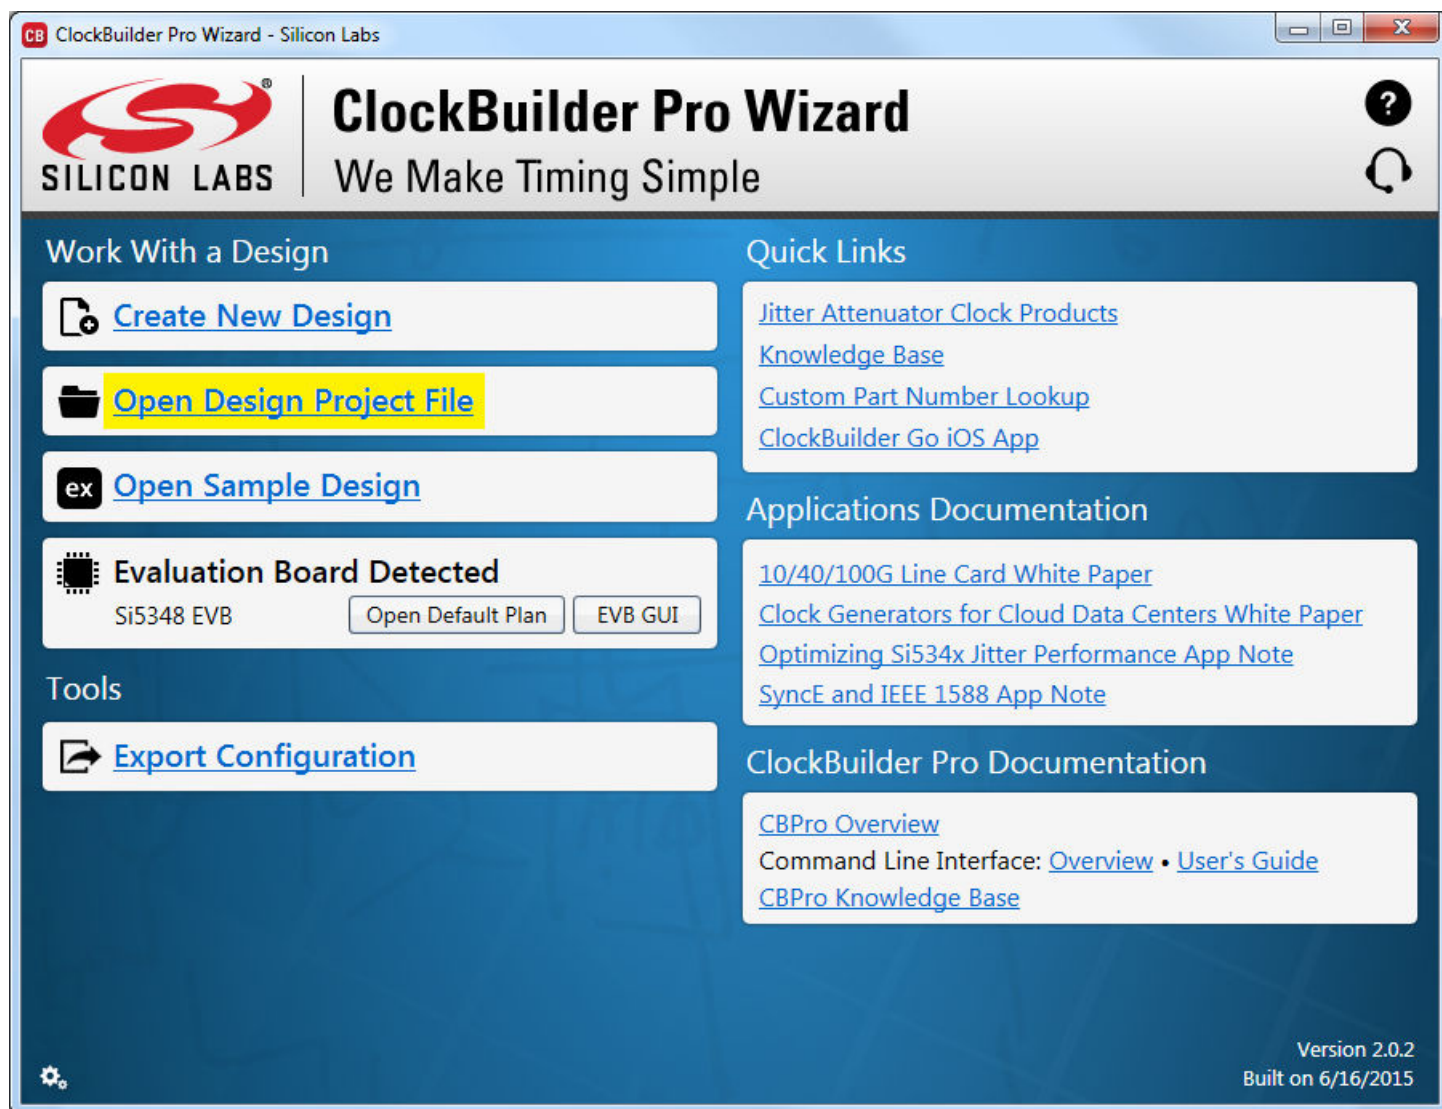 CB ClockBuilder Pro Wizard - Silicon Labs
SILICON LABS
®
ClockBuilder Pro Wizard
We Make Timing Simple
?
Work With a Design
Create New Design
Open Design Project File
ex Open Sample Design
Evaluation Board Detected
Si5348 EVB Open Default Plan EVB GUI
Tools
Export Configuration
Quick Links
Jitter Attenuator Clock Products
Knowledge Base
Custom Part Number Lookup
ClockBuilder Go iOS App
Applications Documentation
10/40/100G Line Card White Paper
Clock Generators for Cloud Data Centers White Paper
Optimizing Si534x Jitter Performance App Note
SyncE and IEEE 1588 App Note
ClockBuilder Pro Documentation
CBPro Overview
Command Line Interface: Overview • User's Guide
CBPro Knowledge Base
Version 2.0.2
Built on 6/16/2015